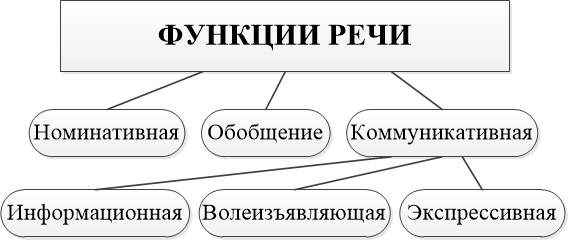 ФУНКЦИИ РЕЧИ
Номинативная
Обобщение
Коммуникативная
Информационная
Волеизъявляющая
Экспрессивная